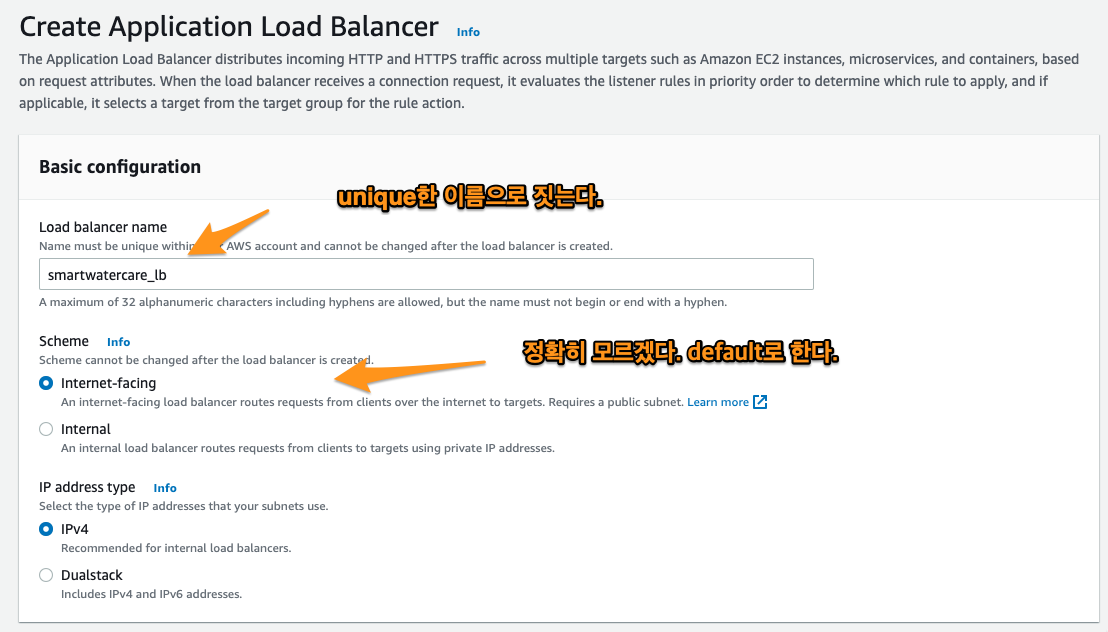 Create Application Load Balancer Info
The Application Load Balancer distributes incoming HTTP and HTTPS traffic across multiple targets such as Amazon EC2 instances, microservices, and containers, based
on request attributes. When the load balancer receives a connection request, it evaluates the listener rules in priority order to determine which rule to apply, and if
applicable, it selects a target from the target group for the rule action.
Basic configuration
unique한 이름으로 짓는다.
Load balancer name
Name must be unique within AWS account and cannot be changed after the load balancer is created.
smartwatercare_lb
A maximum of 32 alphanumeric characters including hyphens are allowed, but the name must not begin or end with a hyphen.
Scheme Info
정확히 모르겠다. default로 한다.
Scheme cannot be changed after the load balancer is created.
Internet-facing
An internet-facing load balancer routes requests from clients over the internet to targets. Requires a public subnet. Learn more
Internal
An internal load balancer routes requests from clients to targets using private IP addresses.
IP address type Info
Select the type of IP addresses that your subnets use.
IPv4
Recommended for internal load balancers.
Dualstack
Includes IPv4 and IPv6 addresses.